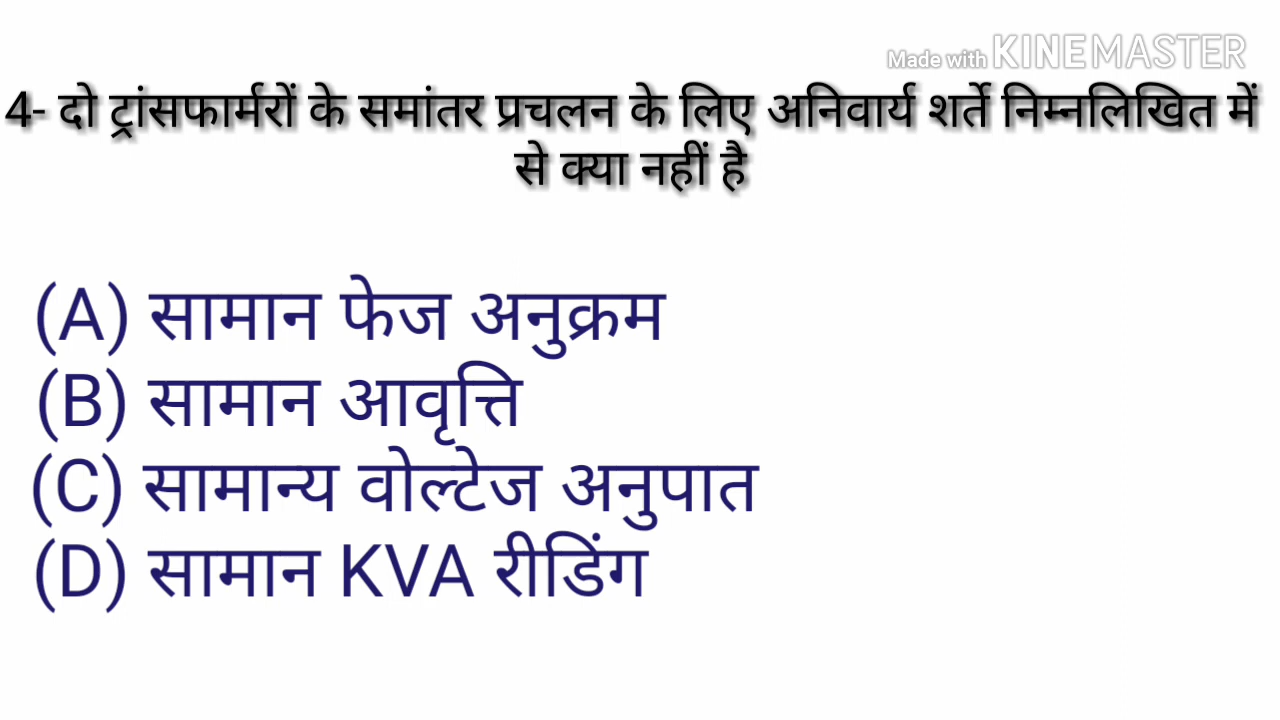 Made with KINEMASTER
4- दो ट्रांसफार्मरों के समांतर प्रचलन के लिए अनिवार्य शर्ते निम्नलिखित में
से क्या नहीं है
(A) सामान फेज अनुक्रम
(B) सामान आवृत्ति
(C) सामान्य वोल्टेज अनुपात
(D) सामान KVA रीडिंग